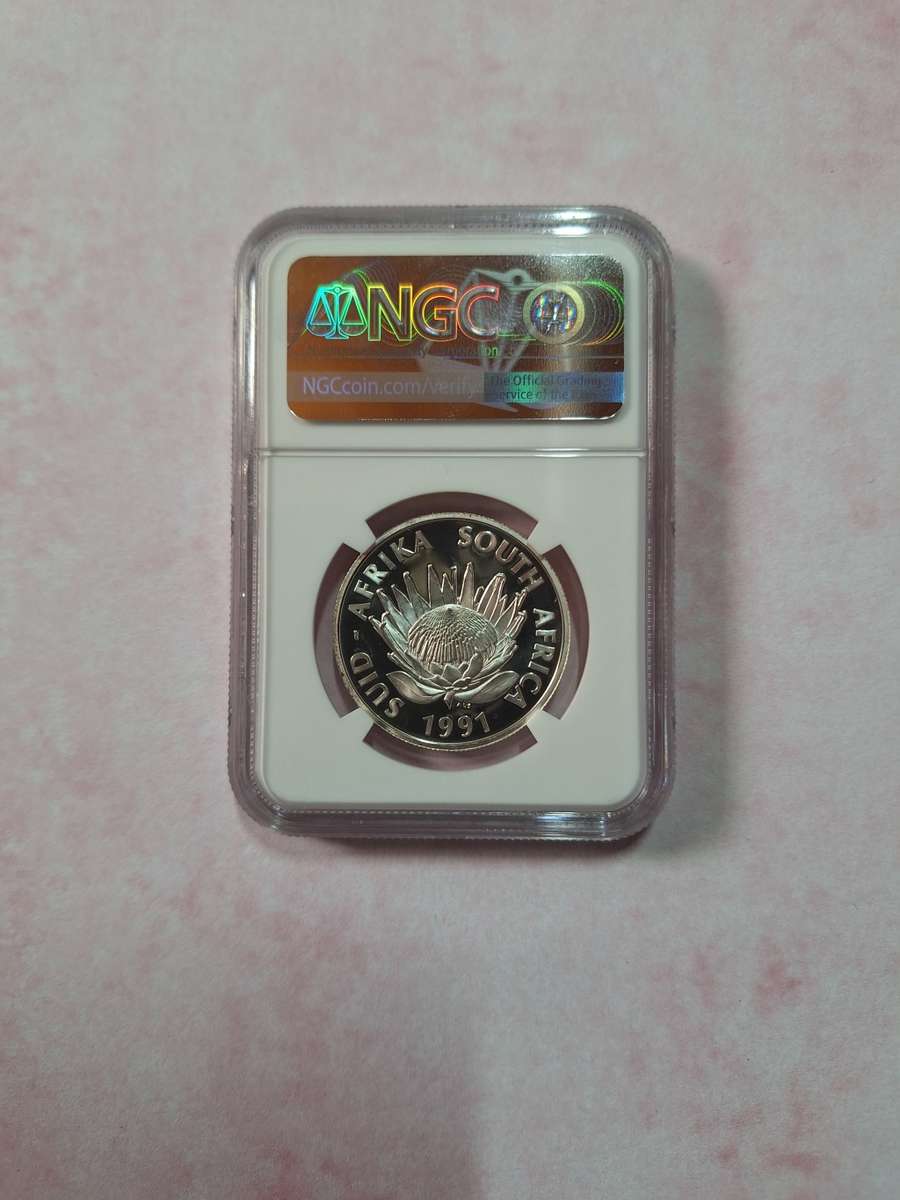 NGC
NGCcoin.com/verify
The Official Grading
Service of the
SUID-AFRIKA SOUTH AFRICA
1991